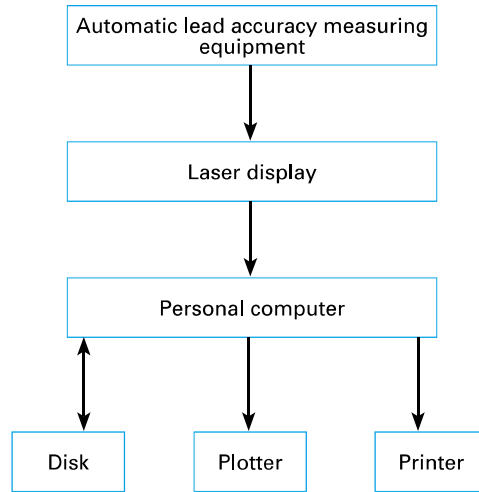 Automatic lead accuracy measuring
equipment
Laser display
Personal computer
Disk
Plotter
Printer